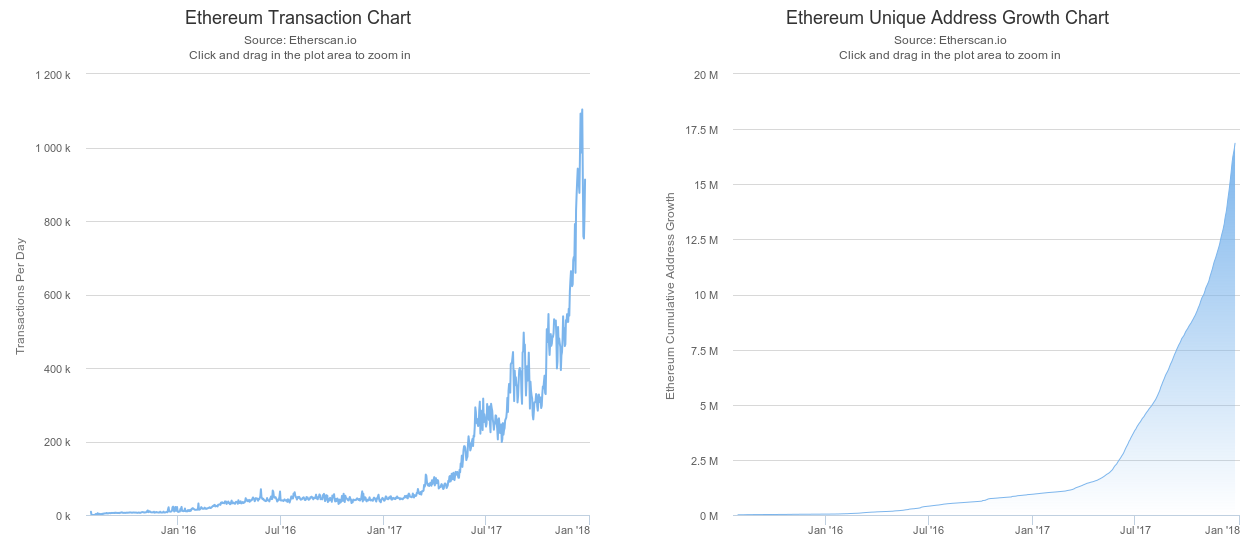 Ethereum Transaction Chart
Source: Etherscan.io
Click and drag in the plot area to zoom in
Transactions Per Day
1 200 k
1 000 k
800 k
600 k
400 k
200 k
0 k
Jan '16
Jul '16
Jan '17
Jul '17
Jan '18
Ethereum Unique Address Growth Chart
Source: Etherscan.io
Click and drag in the plot area to zoom in
Ethereum Cumulative Address Growth
20 M
17.5 M
15 M
12.5 M
10 M
7.5 M
5 M
2.5 M
0 M
Jan '16
Jul '16
Jan '17
Jul '17
Jan '18